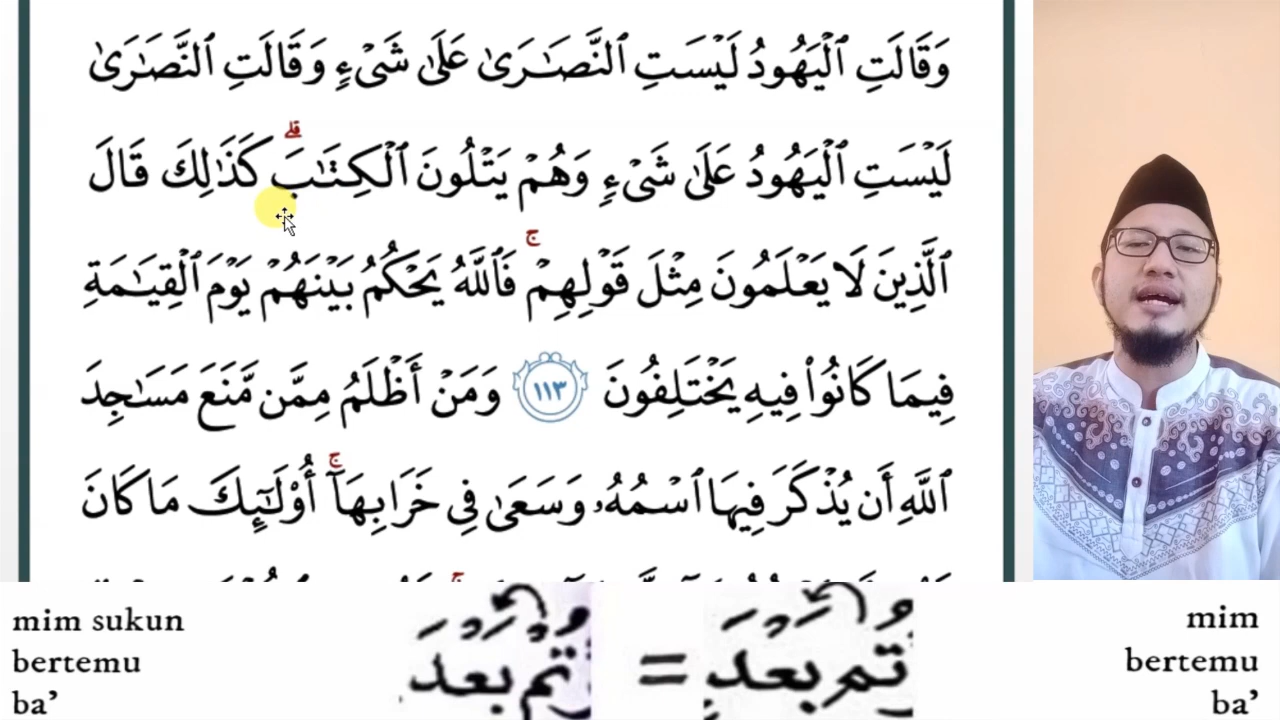 وَقَالَتِ ٱلْيَهُودُ لَيْسَتِ ٱلنَّصَـٰرَىٰ عَلَىٰ شَىْءٍ وَقَالَتِ ٱلنَّصَـٰرَىٰ
لَيْسَتِ ٱلْيَهُودُ عَلَىٰ شَىْءٍ وَهُمْ يَتْلُونَ ٱلْكِتَـٰبَ ۗ كَذَٰلِكَ قَالَ
ٱلَّذِينَ لَا يَعْلَمُونَ مِثْلَ قَوْلِهِمْ ۚ فَٱللَّهُ يَحْكُمُ بَيْنَهُمْ يَوْمَ ٱلْقِيَـٰمَةِ
فِيمَا كَانُوا۟ فِيهِ يَخْتَلِفُونَ ١١٣ وَمَنْ أَظْلَمُ مِمَّن مَّنَعَ مَسَـٰجِدَ
ٱللَّهِ أَن يُذْكَرَ فِيهَا ٱسْمُهُۥ وَسَعَىٰ فِى خَرَابِهَآ ۚ أُو۟لَـٰٓئِكَ مَا كَانَ
mim sukun
bertemu
ba’
=
mim
bertemu
ba’